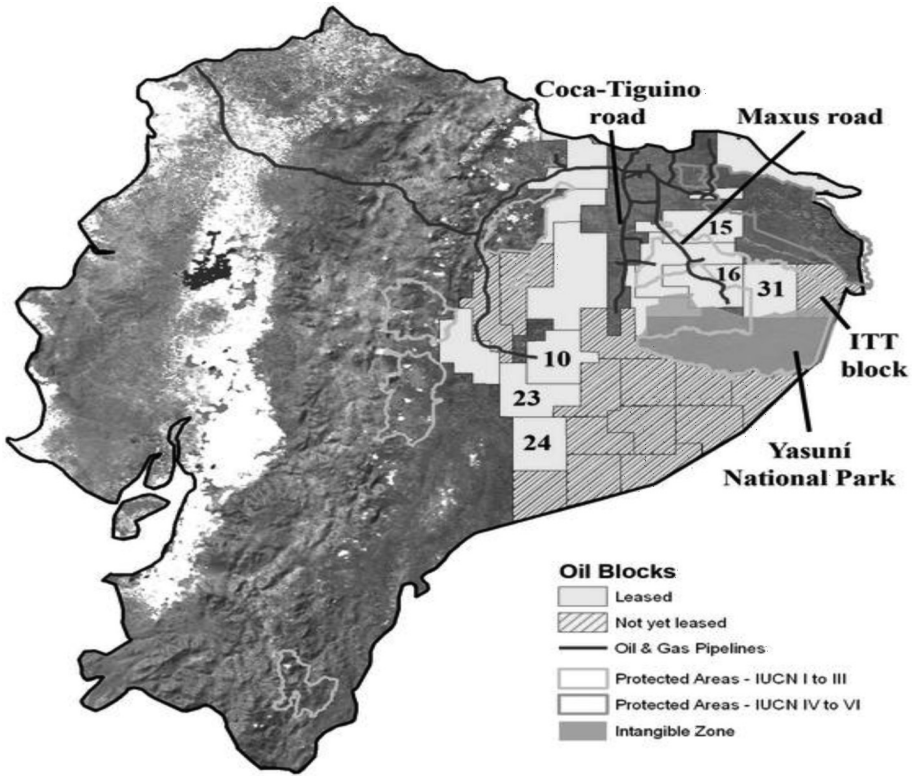 Coca-Tiguino
road
Maxus road
15
16
31
ITT
block
10
23
24
Yasuní
National Park
Oil Blocks
Leased
Not yet leased
Oil & Gas Pipelines
Protected Areas - IUCN I to III
Protected Areas - IUCN IV to VI
Intangible Zone